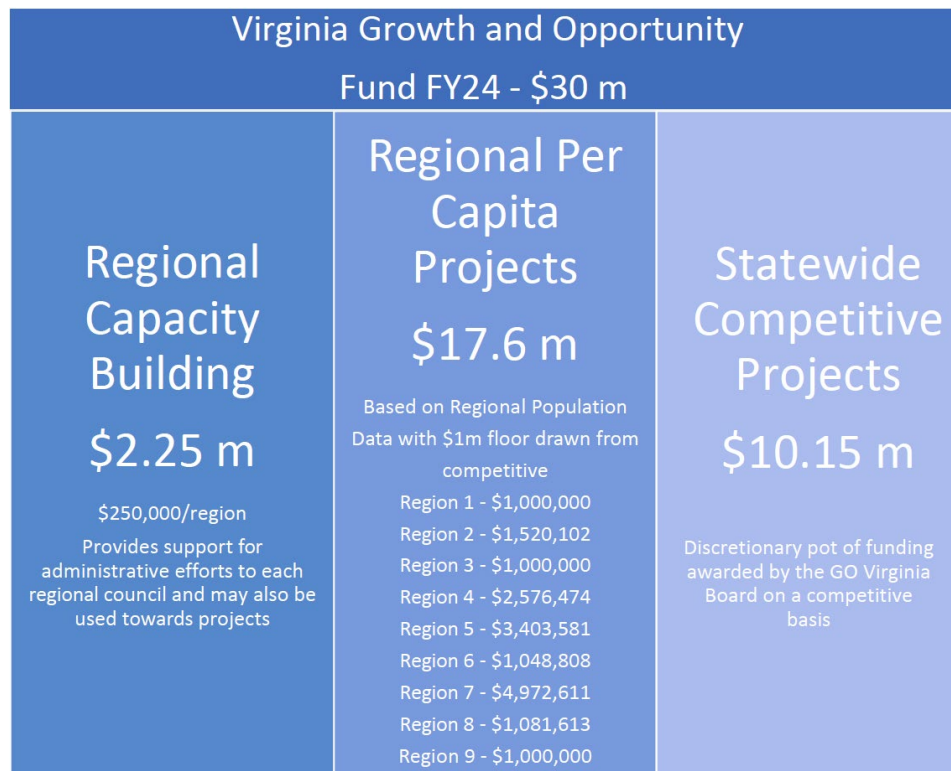 Virginia Growth and Opportunity
Fund FY24 - $30 m
Regional
Capacity
Building
$2.25 m
$250,000/region
Provides support for
administrative efforts to each
regional council and may also be
used towards projects
Regional Per
Capita
Projects
$17.6 m
Based on Regional Population
Data with $1m floor drawn from
competitive
Region 1 - $1,000,000
Region 2 - $1,520,102
Region 3 - $1,000,000
Region 4 - $2,576,474
Region 5 - $3,403,581
Region 6 - $1,048,808
Region 7 - $4,972,611
Region 8 - $1,081,613
Region 9 - $1,000,000
Statewide
Competitive
Projects
$10.15 m
Discretionary pot of funding
awarded by the GO Virginia
Board on a competitive
basis